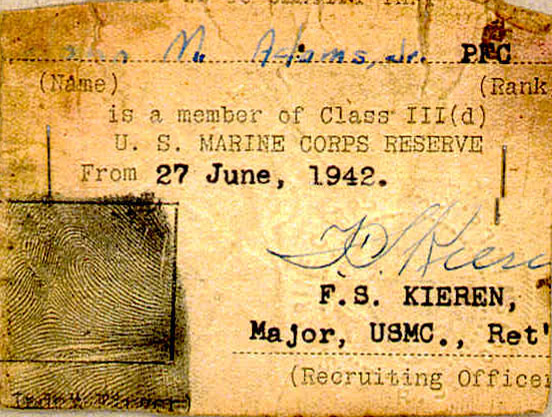 M. Adams, Jr. PFC
(Name) (Rank
is a member of Class III(d)
U. S. MARINE CORPS RESERVE
From 27 June, 1942.
F. S. Kieren
F.S. KIEREN,
Major, USMC., Ret'
(Recruiting Officer